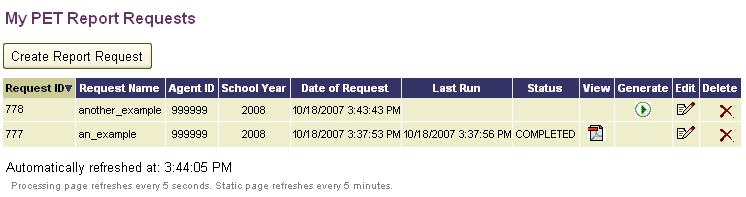 My PET Report Requests
Create Report Request
Request ID Request Name Agent ID School Year Date of Request Last Run Status View Generate Edit Delete
778 another_example 999999 2008 10/18/2007 3:43:43 PM
777 an_example 999999 2008 10/18/2007 3:37:53 PM 10/18/2007 3:37:56 PM COMPLETED
Automatically refreshed at: 3:44:05 PM
Processing page refreshes every 5 seconds. Static page refreshes every 5 minutes.